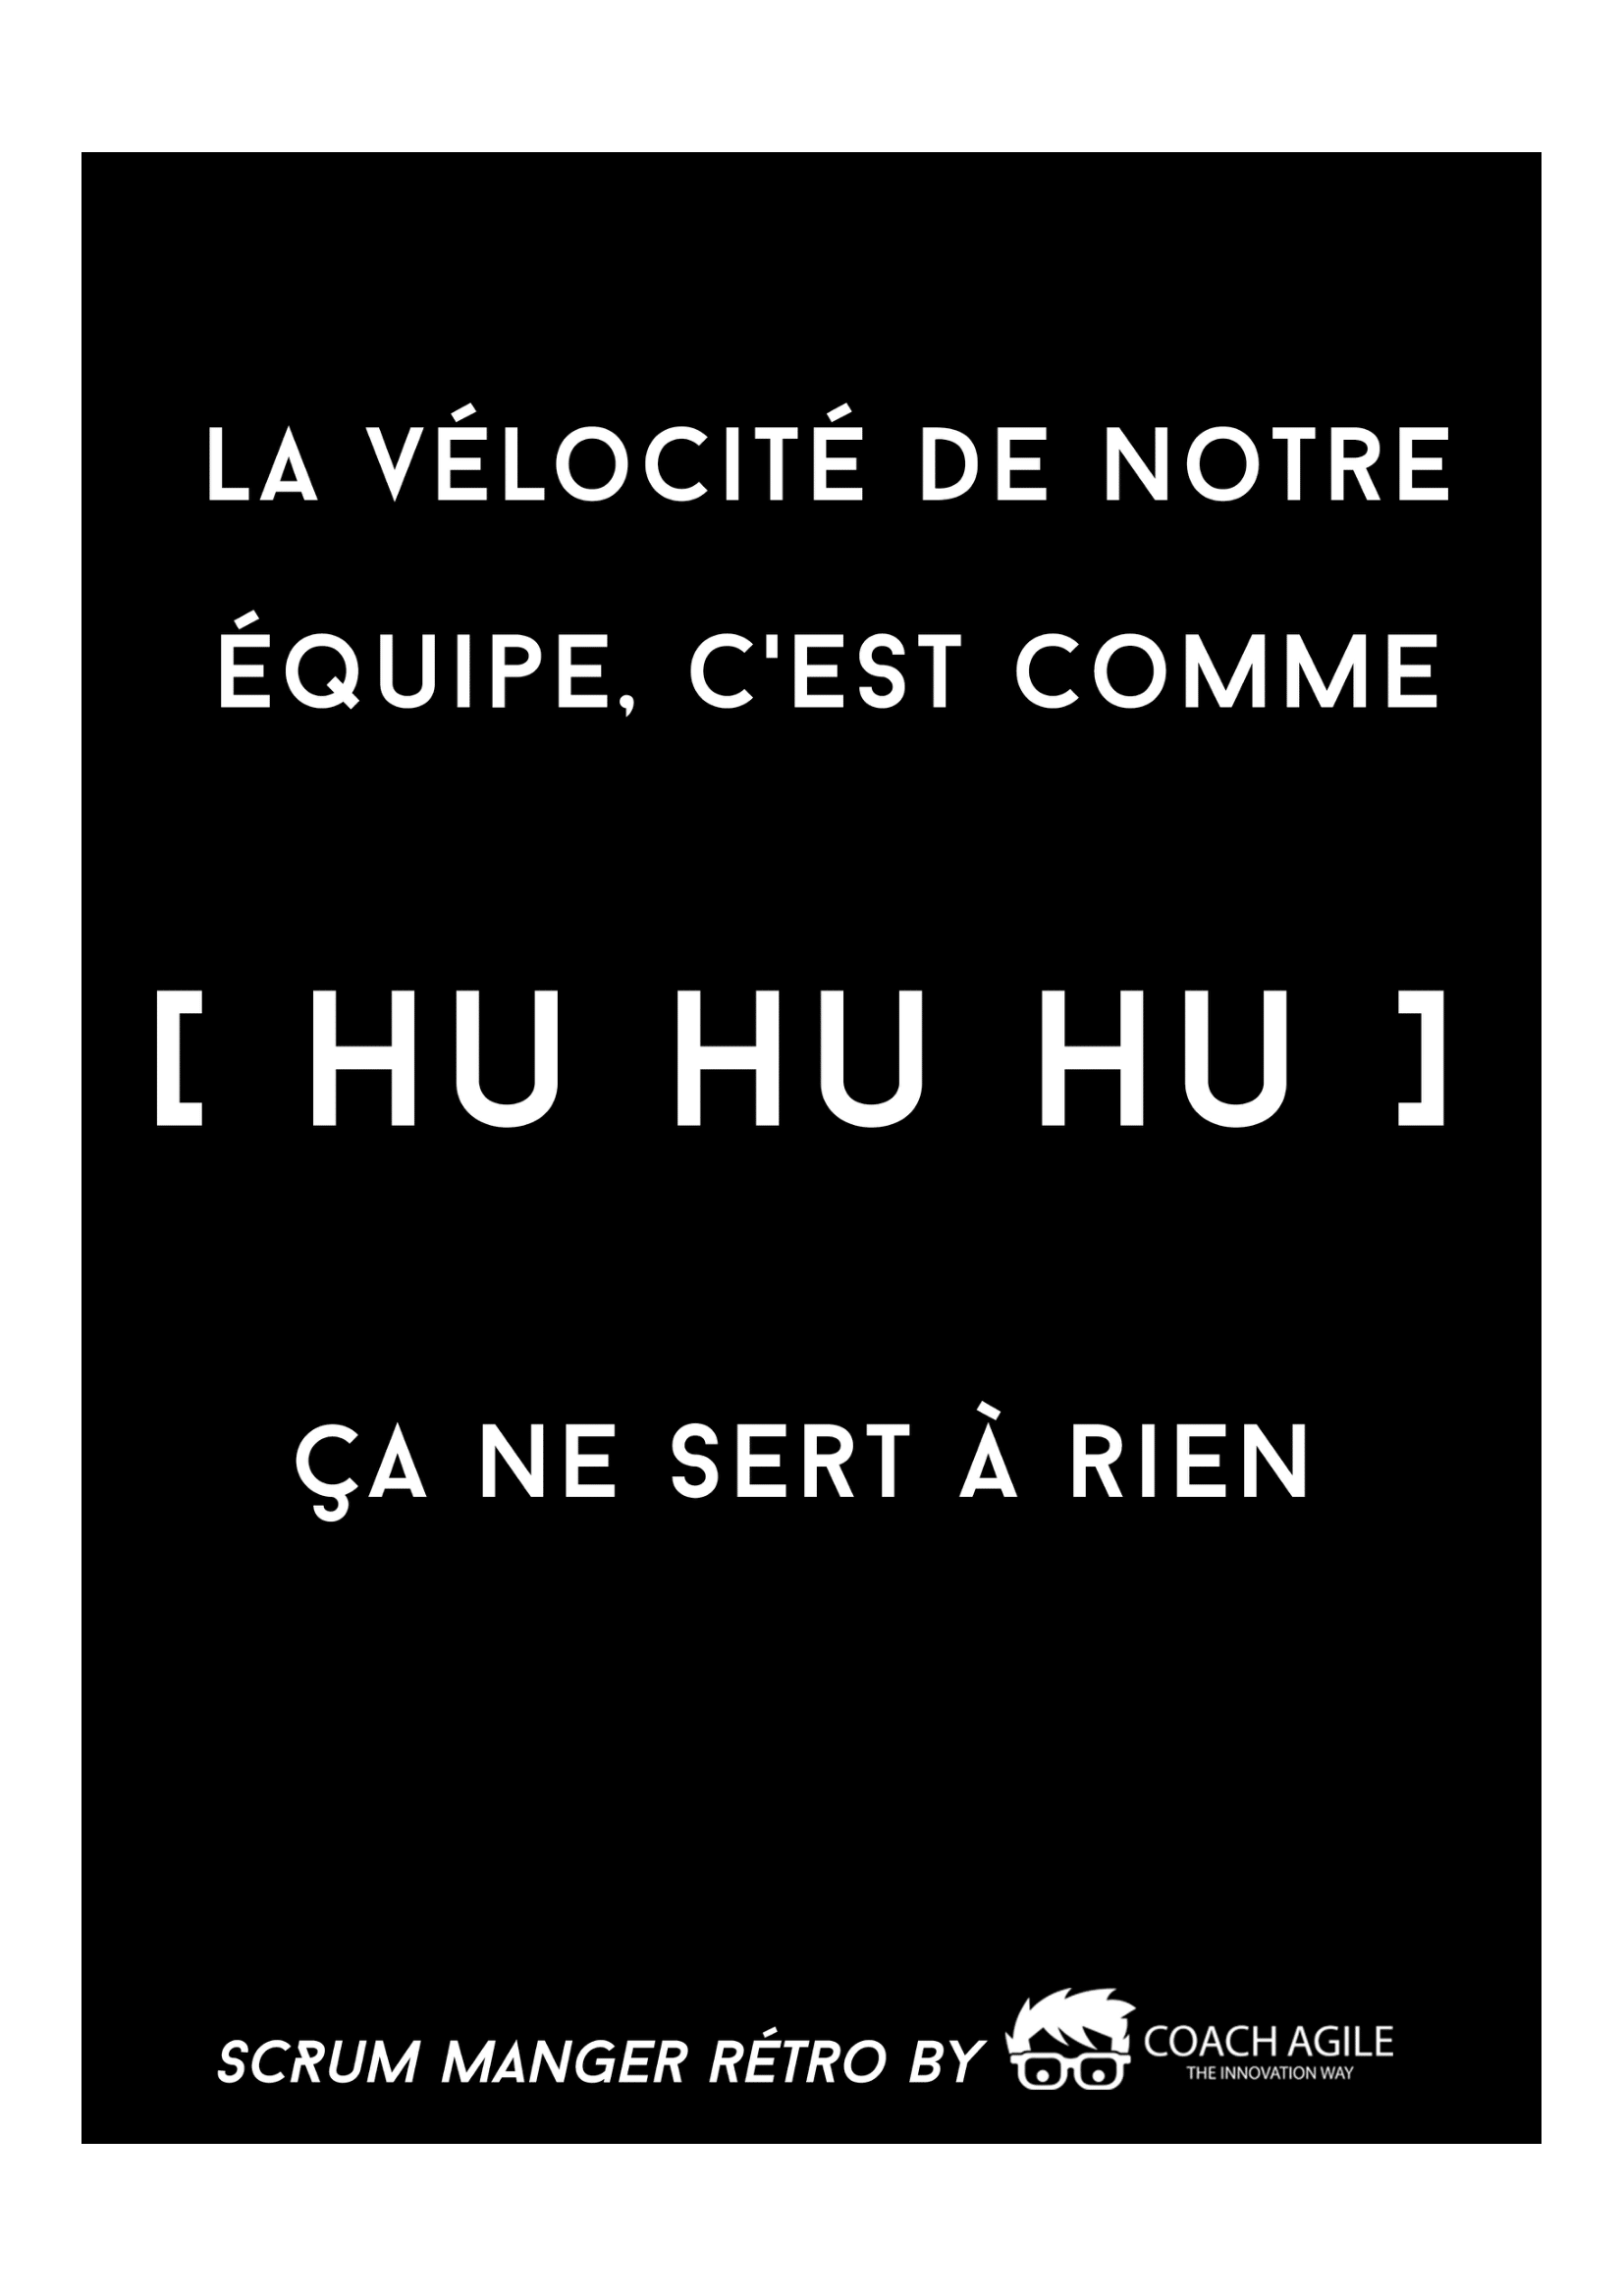 LA VÉLOCITÉ DE NOTRE
ÉQUIPE, C'EST COMME
[ HU HU HU ]
ÇA NE SERT À RIEN
SCRUM MANGER RÉTRO BY COACH AGILE
THE INNOVATION WAY